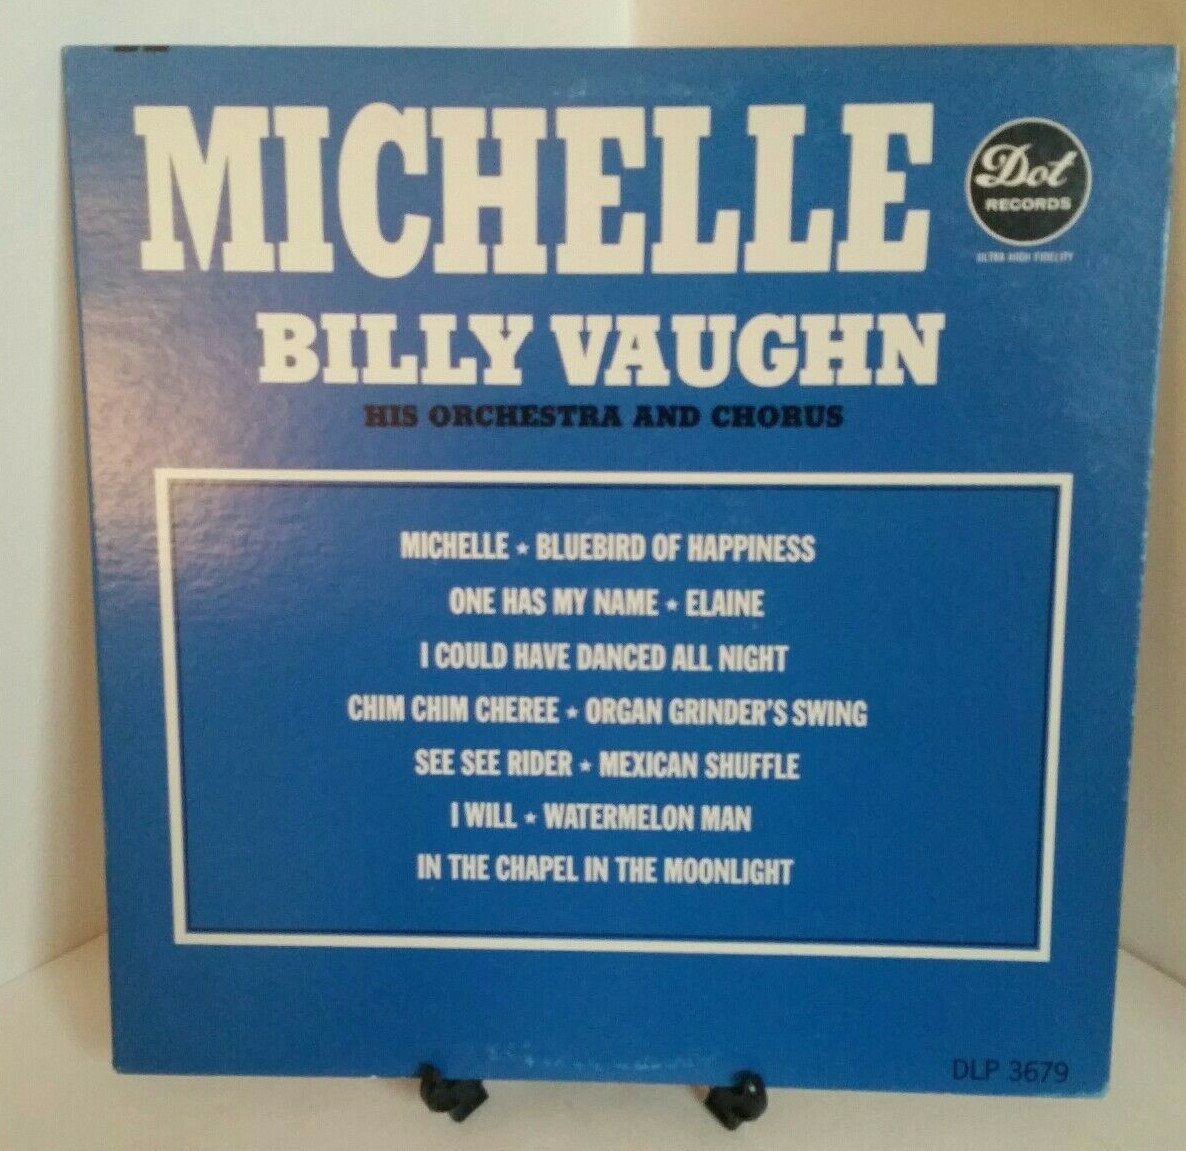 MICHELLE
Dot
RECORDS
ULTRA HIGH FIDELITY
BILLY VAUGHN
HIS ORCHESTRA AND CHORUS
MICHELLE ★ BLUEBIRD OF HAPPINESS
ONE HAS MY NAME ★ ELAINE
I COULD HAVE DANCED ALL NIGHT
CHIM CHIM CHEREE ★ ORGAN GRINDER'S SWING
SEE SEE RIDER ★ MEXICAN SHUFFLE
I WILL ★ WATERMELON MAN
IN THE CHAPEL IN THE MOONLIGHT
DLP 3679